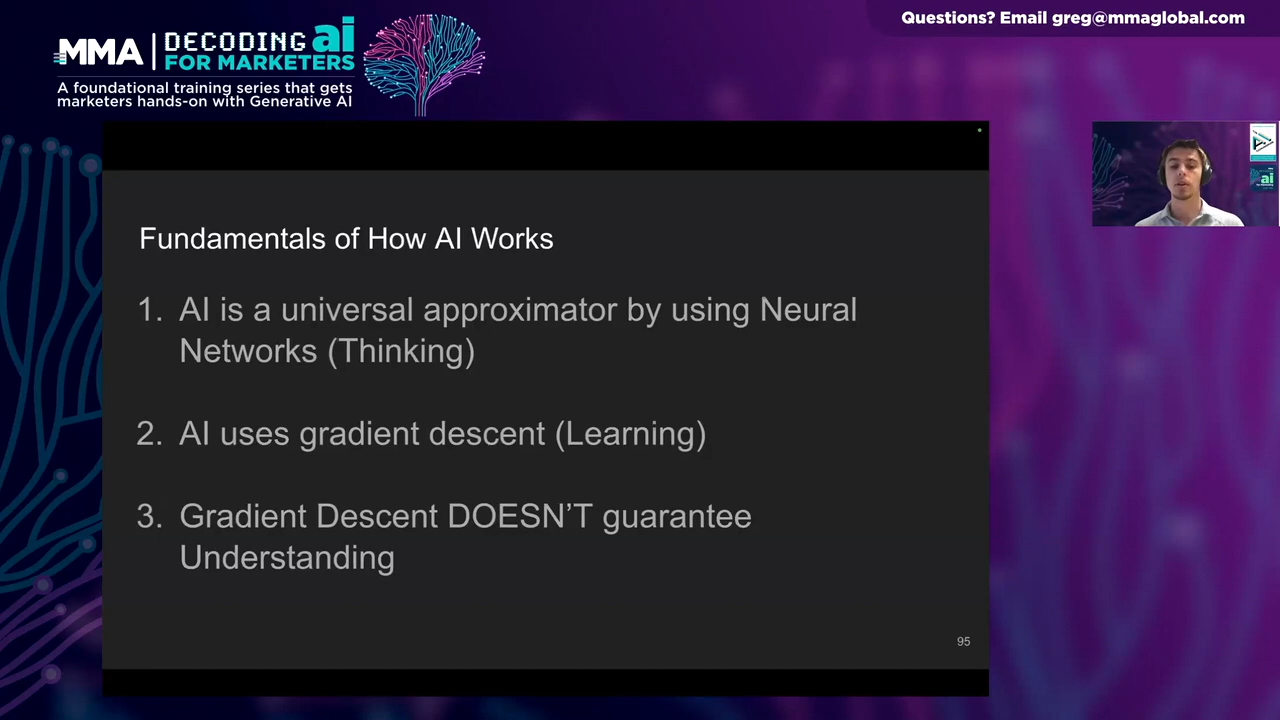 Questions? Email greg@mmaglobal.com
MMA
DECODING ai
FOR MARKETERS
A foundational training series that gets
marketers hands-on with Generative AI
Fundamentals of How AI Works
1. AI is a universal approximator by using Neural
Networks (Thinking)
2. AI uses gradient descent (Learning)
3. Gradient Descent DOESN'T guarantee
Understanding
95
ai